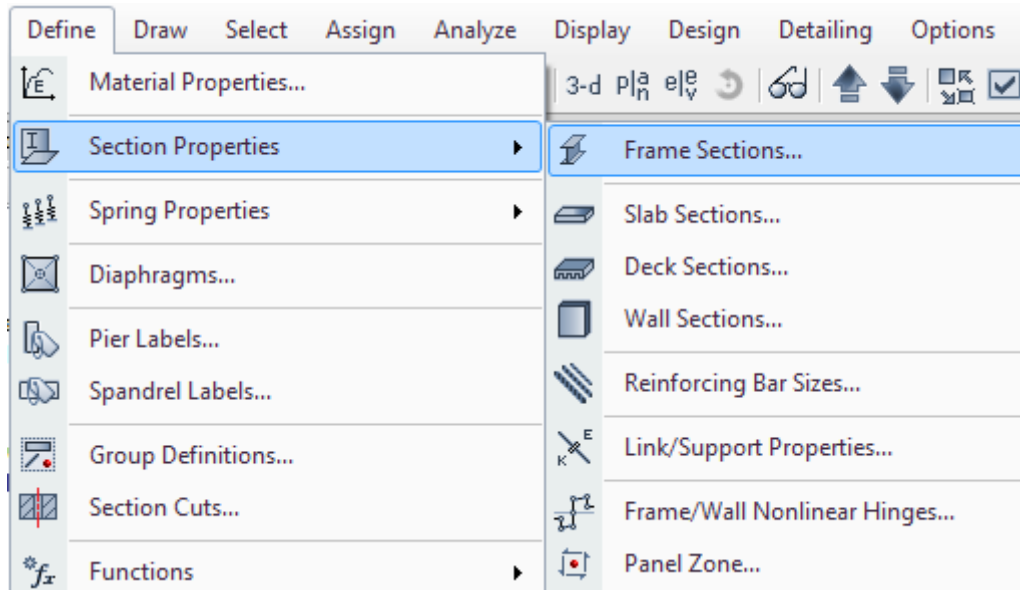 Define Draw Select Assign Analyze Display Design Detailing Options
Material Properties...
3-d
Section Properties
Frame Sections...
Spring Properties
Slab Sections...
Diaphragms...
Deck Sections...
Wall Sections...
Pier Labels...
Spandrel Labels...
Reinforcing Bar Sizes...
Group Definitions...
E
K
Link/Support Properties...
Section Cuts...
Frame/Wall Nonlinear Hinges...
fx Functions
Panel Zone...